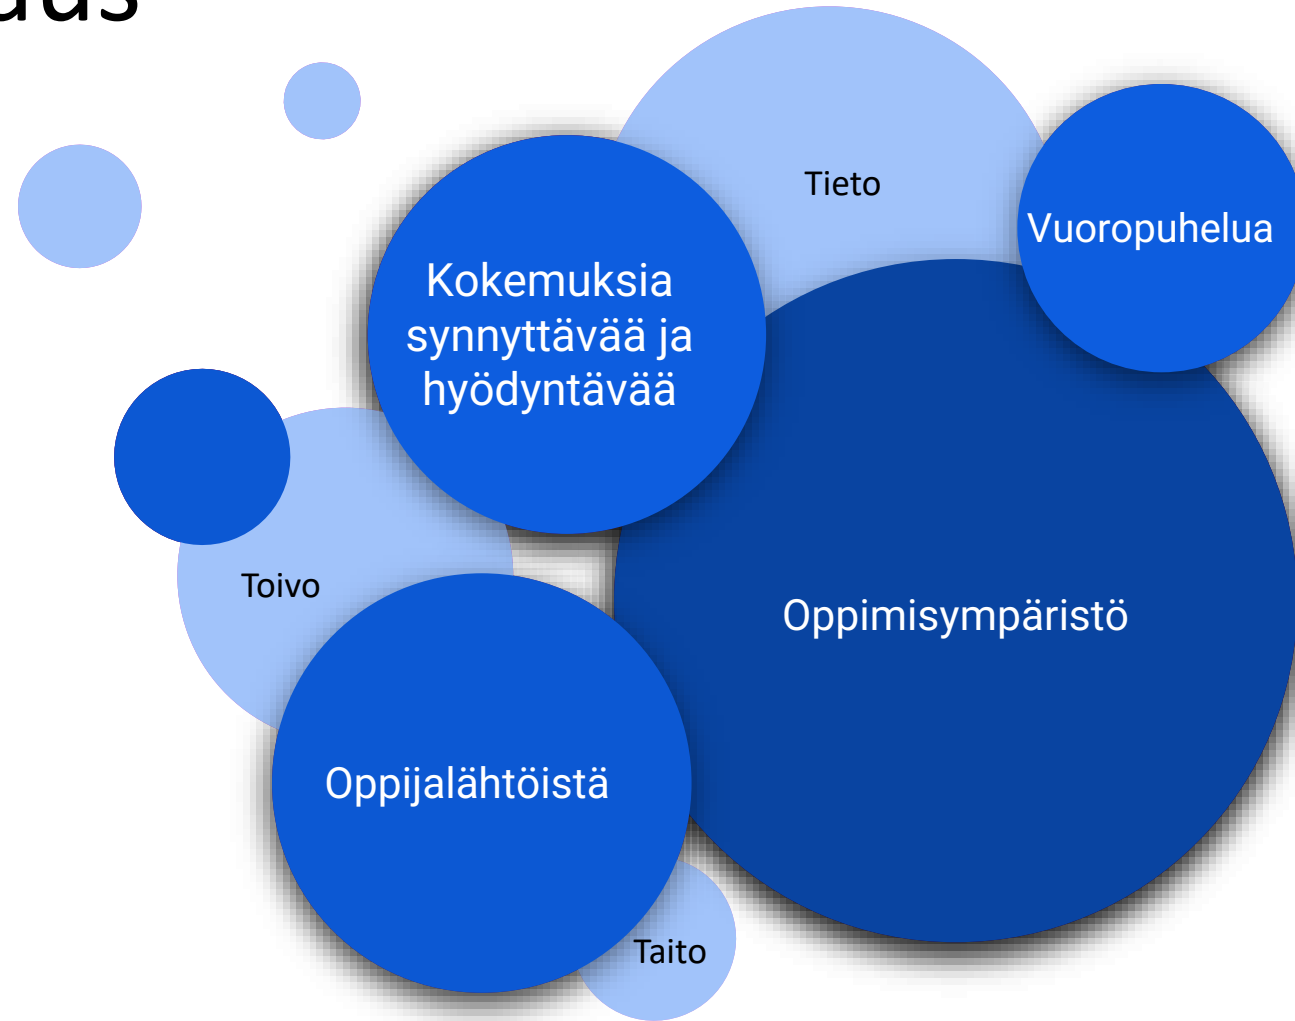 Tieto
Vuoropuhelua
Kokemuksia
synnyttävää ja
hyödyntävää
Toivo
Oppimisympäristö
Oppijalähtöistä
Taito